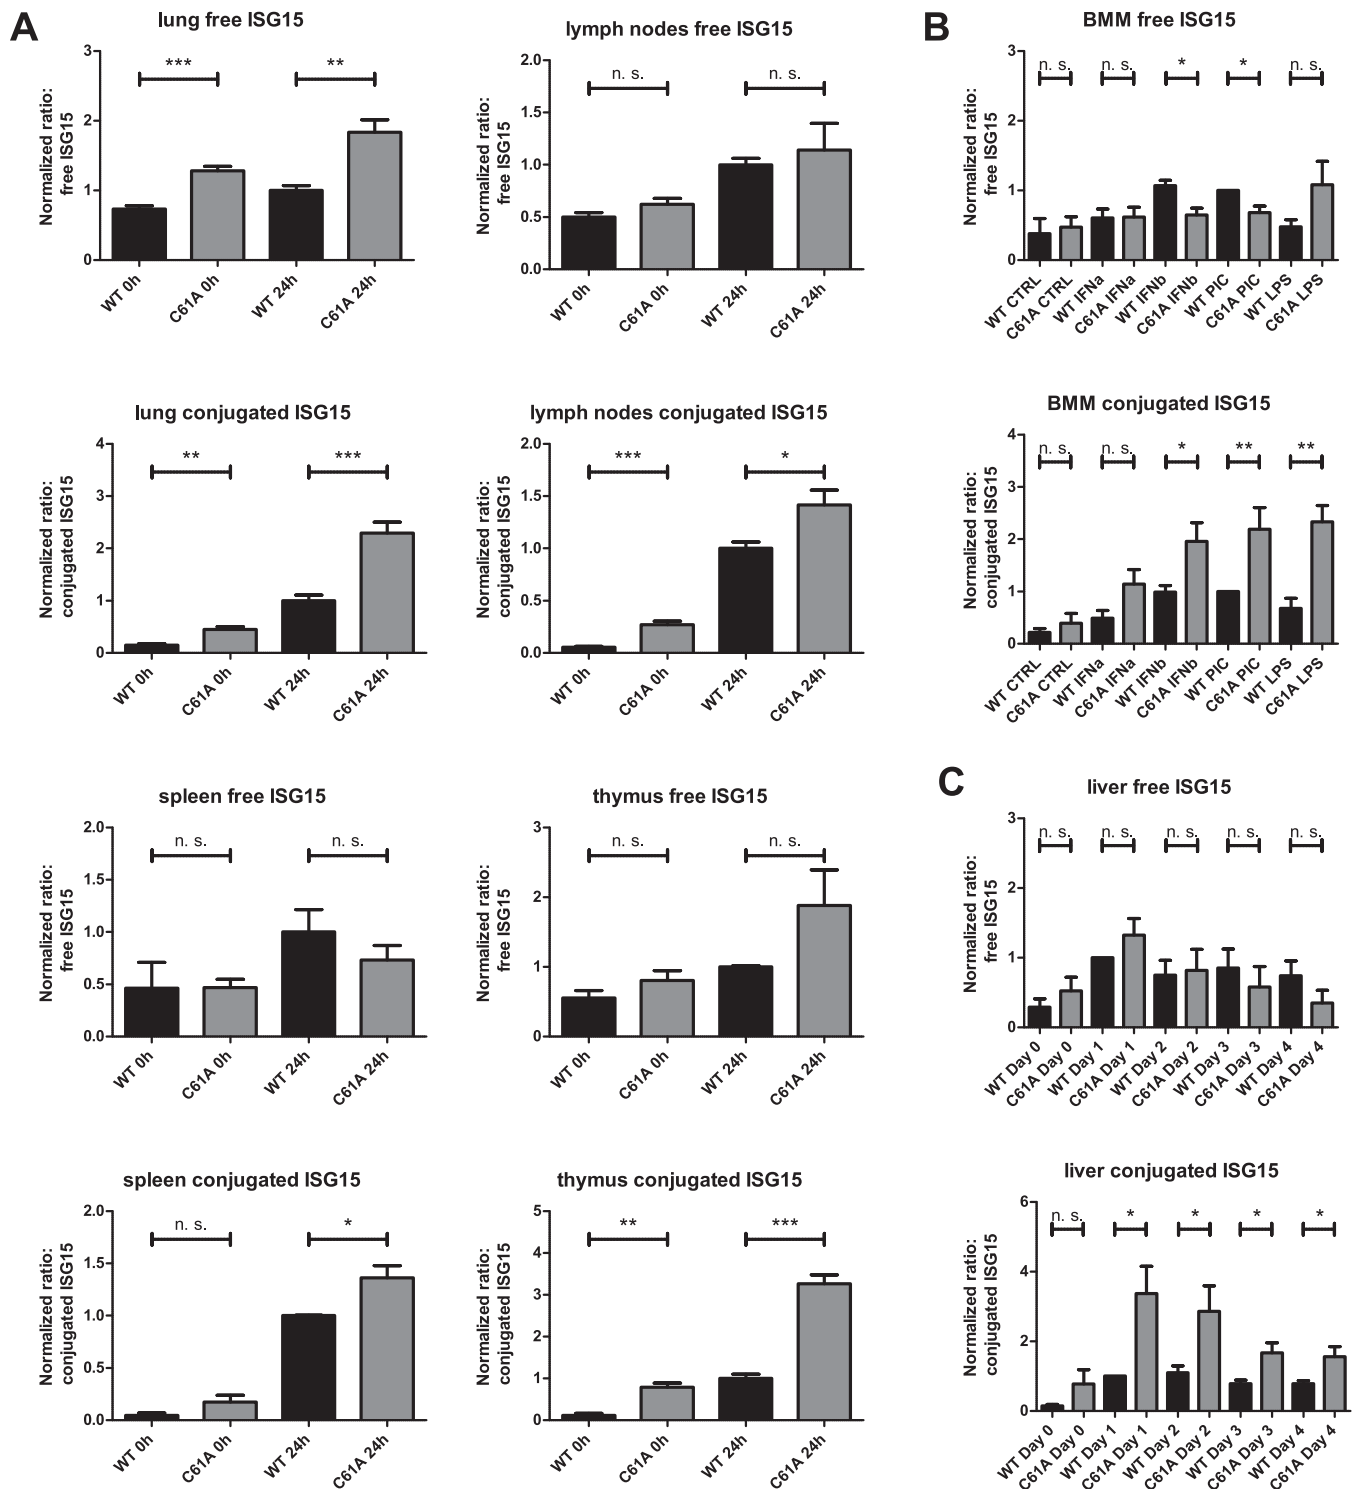 A
lung free ISG15
Normalized ratio:
free ISG15
3
2
1
0
***
**
WT 0h
C61A 0h
WT 24h
C61A 24h
lymph nodes free ISG15
Normalized ratio:
free ISG15
2.0
1.5
1.0
0.5
0.0
n. s.
n. s.
WT 0h
C61A 0h
WT 24h
C61A 24h
lung conjugated ISG15
Normalized ratio:
conjugated ISG15
4
3
2
1
0
**
***
WT 0h
C61A 0h
WT 24h
C61A 24h
lymph nodes conjugated ISG15
Normalized ratio:
conjugated ISG15
2.0
1.5
1.0
0.5
0.0
***
*
WT 0h
C61A 0h
WT 24h
C61A 24h
spleen free ISG15
Normalized ratio:
free ISG15
2.0
1.5
1.0
0.5
0.0
n. s.
n. s.
WT 0h
C61A 0h
WT 24h
C61A 24h
thymus free ISG15
Normalized ratio:
free ISG15
3
2
1
0
n. s.
n. s.
WT 0h
C61A 0h
WT 24h
C61A 24h
spleen conjugated ISG15
Normalized ratio:
conjugated ISG15
2.0
1.5
1.0
0.5
0.0
n. s.
*
WT 0h
C61A 0h
WT 24h
C61A 24h
thymus conjugated ISG15
Normalized ratio:
conjugated ISG15
5
4
3
2
1
0
**
***
WT 0h
C61A 0h
WT 24h
C61A 24h
B
BMM free ISG15
Normalized ratio:
free ISG15
3
2
1
0
n. s.
n. s.
*
*
n. s.
WT CTRL
C61A CTRL
WT IFNa
C61A IFNa
WT IFNb
C61A IFNb
WT PIC
C61A PIC
WT LPS
C61A LPS
BMM conjugated ISG15
Normalized ratio:
conjugated ISG15
4
3
2
1
0
n. s.
n. s.
*
**
**
WT CTRL
C61A CTRL
WT IFNa
C61A IFNa
WT IFNb
C61A IFNb
WT PIC
C61A PIC
WT LPS
C61A LPS
C
liver free ISG15
Normalized ratio:
free ISG15
3
2
1
0
n. s.
n. s.
n. s.
n. s.
n. s.
WT Day 0
C61A Day 0
WT Day 1
C61A Day 1
WT Day 2
C61A Day 2
WT Day 3
C61A Day 3
WT Day 4
C61A Day 4
liver conjugated ISG15
Normalized ratio:
conjugated ISG15
6
4
2
0
n. s.
*
*
*
*
WT Day 0
C61A Day 0
WT Day 1
C61A Day 1
WT Day 2
C61A Day 2
WT Day 3
C61A Day 3
WT Day 4
C61A Day 4